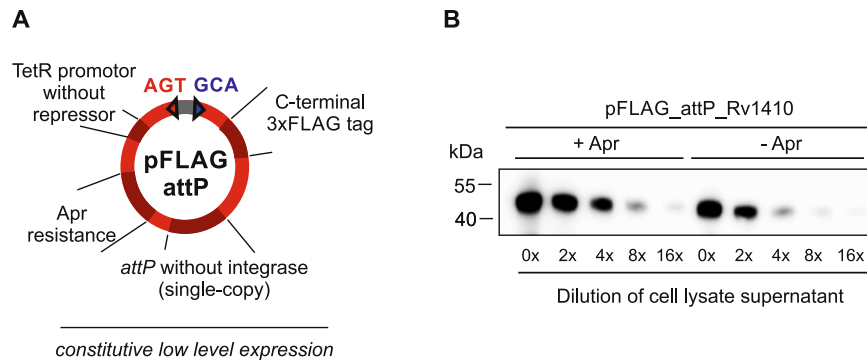 A
TetR promotor
without
repressor
AGT GCA
C-terminal
3xFLAG tag
pFLAG
attP
Apr
resistance
attP without integrase
(single-copy)
constitutive low level expression
B
pFLAG_attP_Rv1410
kDa
+ Apr
- Apr
55
40
0x 2x 4x 8x 16x 0x 2x 4x 8x 16x
Dilution of cell lysate supernatant